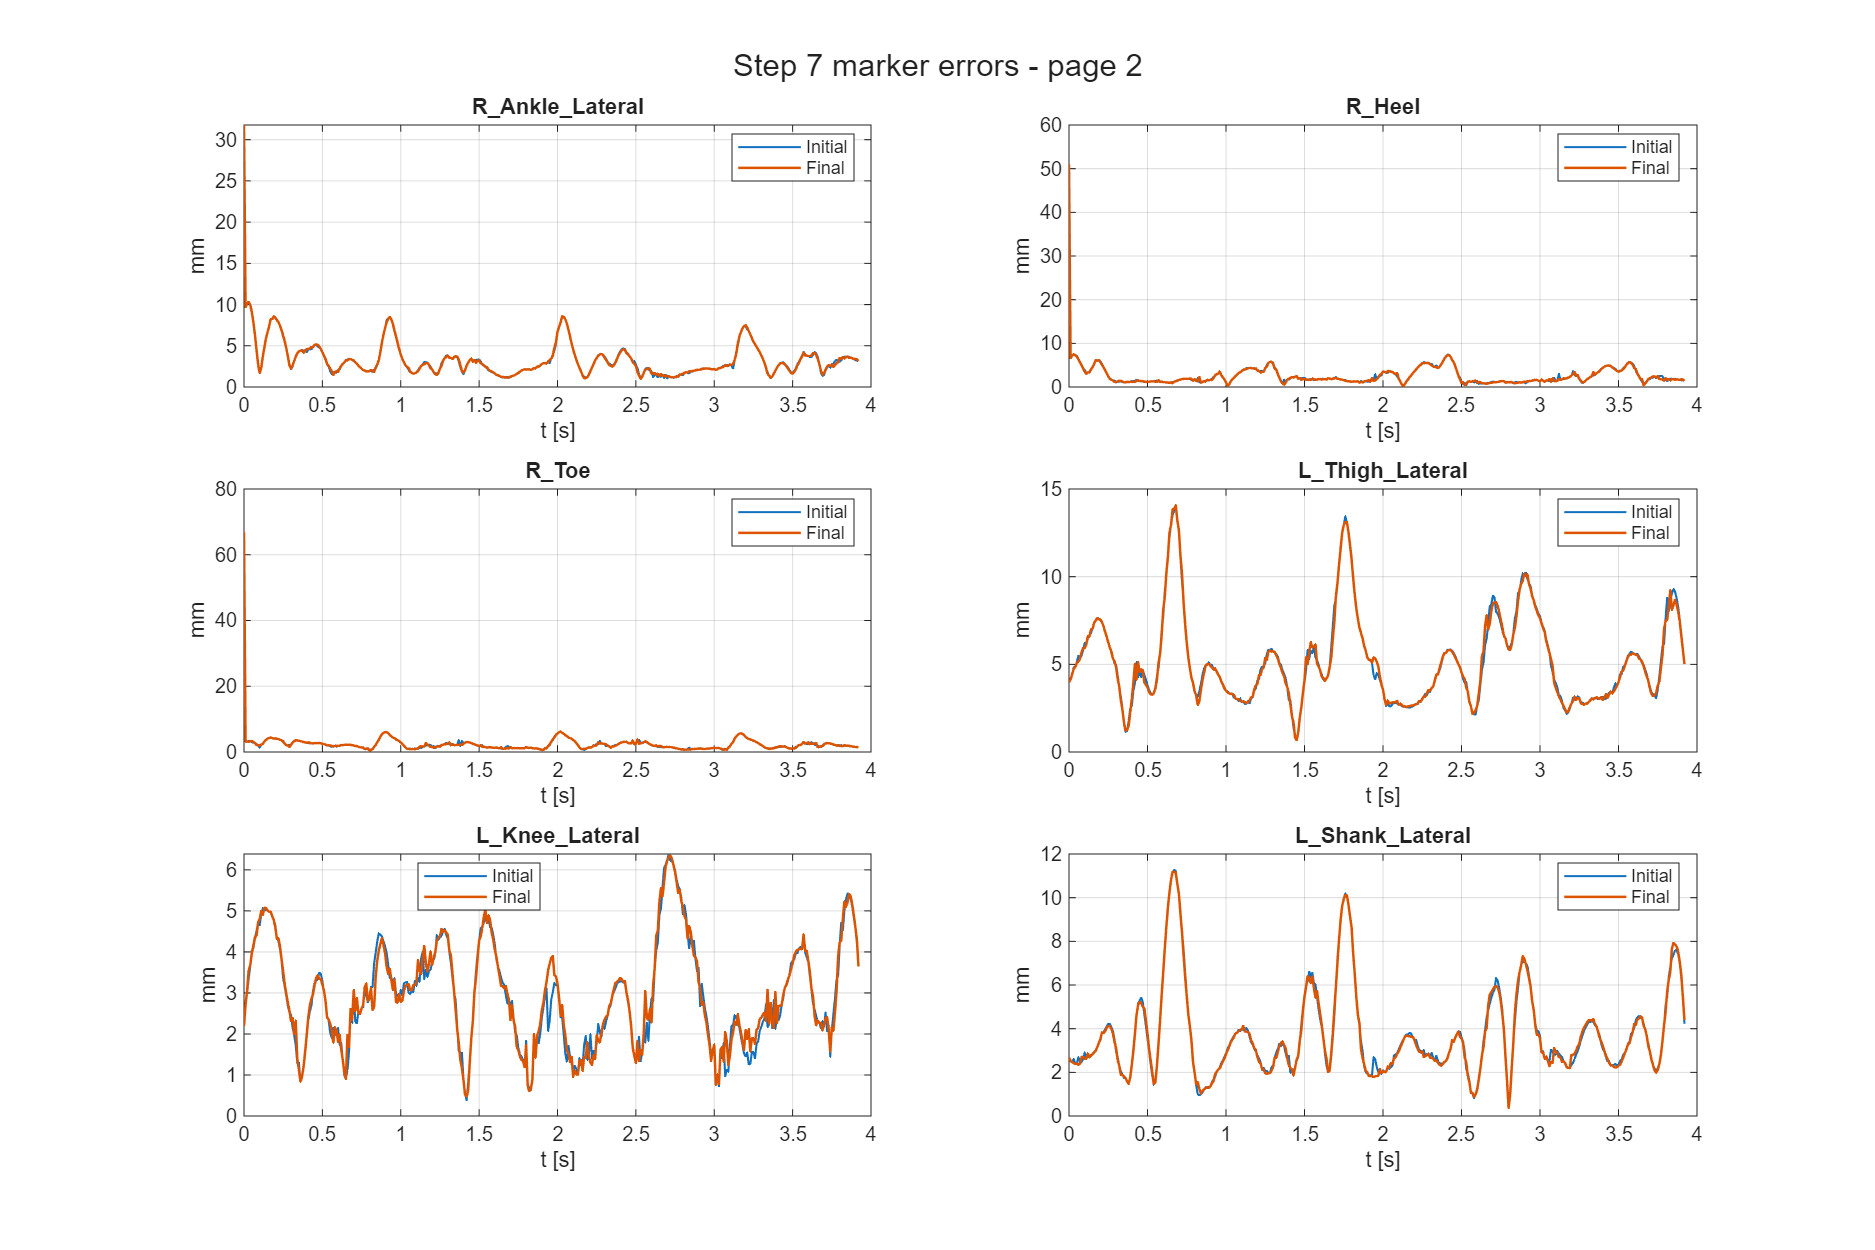 Step 7 marker errors - page 2
R_Ankle_Lateral
30
25
20
15
10
5
0
mm
Initial
Final
0 0.5 1 1.5 2 2.5 3 3.5 4
t [s]
R_Heel
60
50
40
30
20
10
0
mm
Initial
Final
0 0.5 1 1.5 2 2.5 3 3.5 4
t [s]
R_Toe
80
60
40
20
0
mm
Initial
Final
0 0.5 1 1.5 2 2.5 3 3.5 4
t [s]
L_Thigh_Lateral
15
10
5
0
mm
Initial
Final
0 0.5 1 1.5 2 2.5 3 3.5 4
t [s]
L_Knee_Lateral
6
5
4
3
2
1
0
mm
Initial
Final
0 0.5 1 1.5 2 2.5 3 3.5 4
t [s]
L_Shank_Lateral
12
10
8
6
4
2
0
mm
Initial
Final
0 0.5 1 1.5 2 2.5 3 3.5 4
t [s]